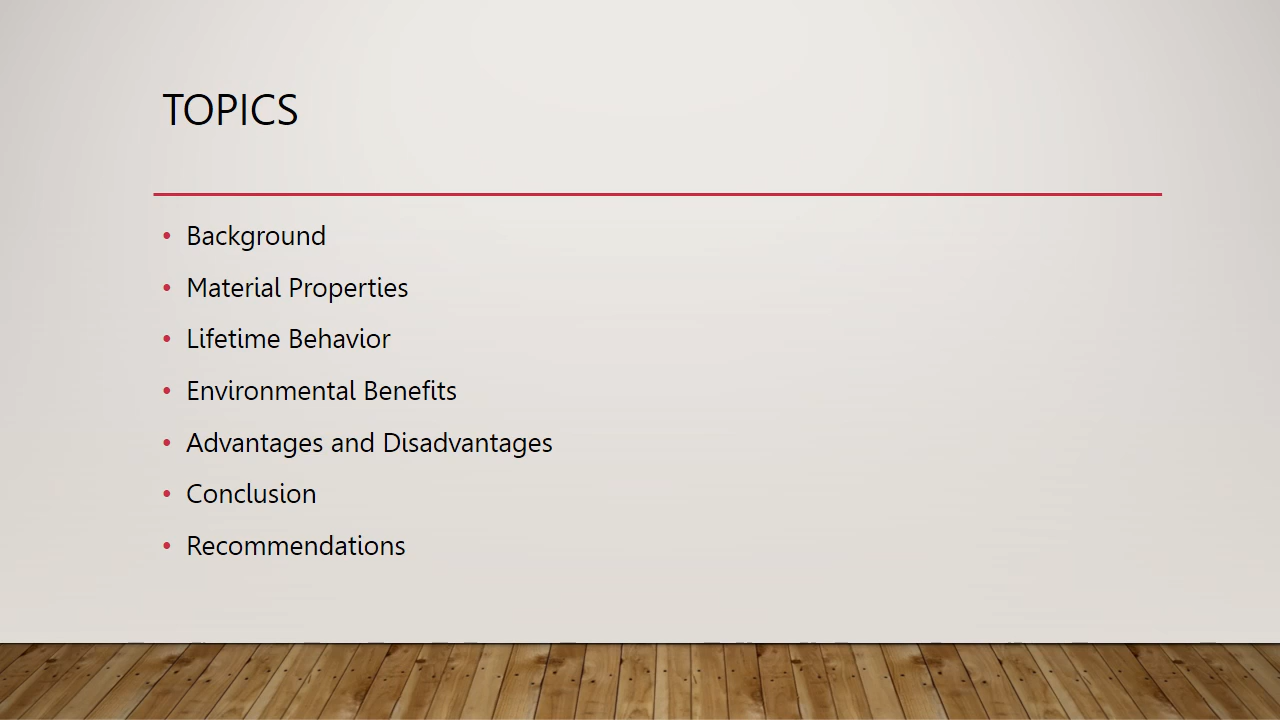 TOPICS
• Background
• Material Properties
• Lifetime Behavior
• Environmental Benefits
• Advantages and Disadvantages
• Conclusion
• Recommendations